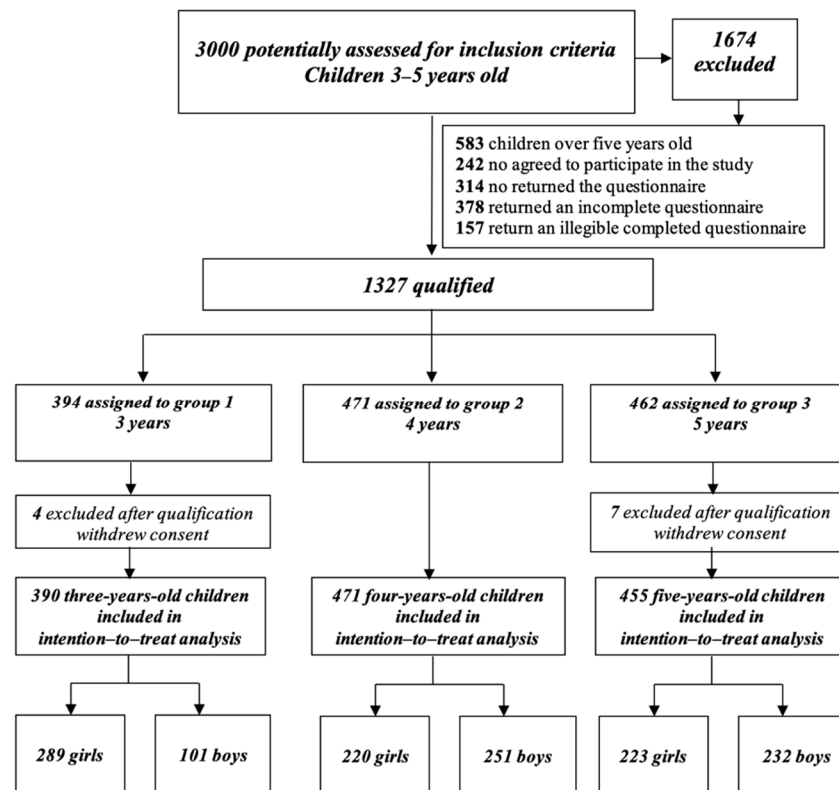 3000 potentially assessed for inclusion criteria
Children 3–5 years old
1674
excluded
583 children over five years old
242 no agreed to participate in the study
314 no returned the questionnaire
378 returned an incomplete questionnaire
157 return an illegible completed questionnaire
1327 qualified
394 assigned to group 1
3 years
471 assigned to group 2
4 years
462 assigned to group 3
5 years
4 excluded after qualification
withdrew consent
7 excluded after qualification
withdrew consent
390 three-years-old children
included in
intention–to–treat analysis
471 four-years-old children
included in
intention–to–treat analysis
455 five-years-old children
included in
intention–to–treat analysis
289 girls
101 boys
220 girls
251 boys
223 girls
232 boys